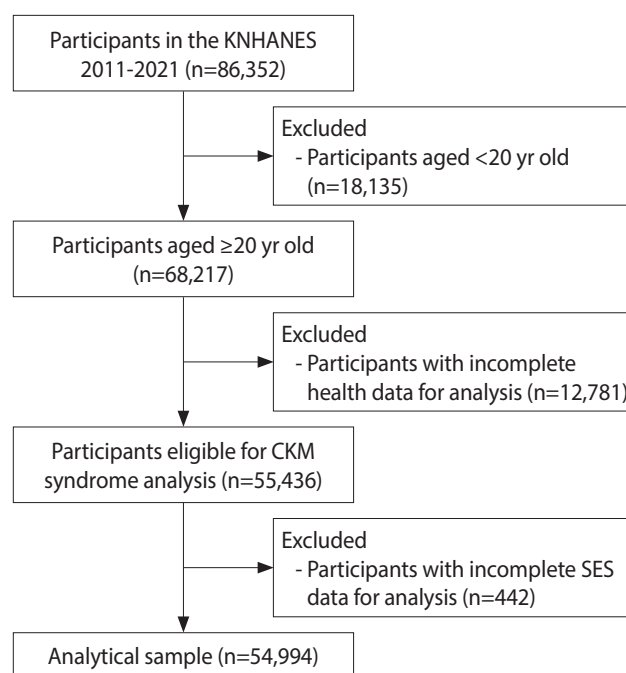 Participants in the KNHANES
2011-2021 (n=86,352)
Excluded
- Participants aged <20 yr old
(n=18,135)
Participants aged ≥20 yr old
(n=68,217)
Excluded
- Participants with incomplete
health data for analysis (n=12,781)
Participants eligible for CKM
syndrome analysis (n=55,436)
Excluded
- Participants with incomplete SES
data for analysis (n=442)
Analytical sample (n=54,994)